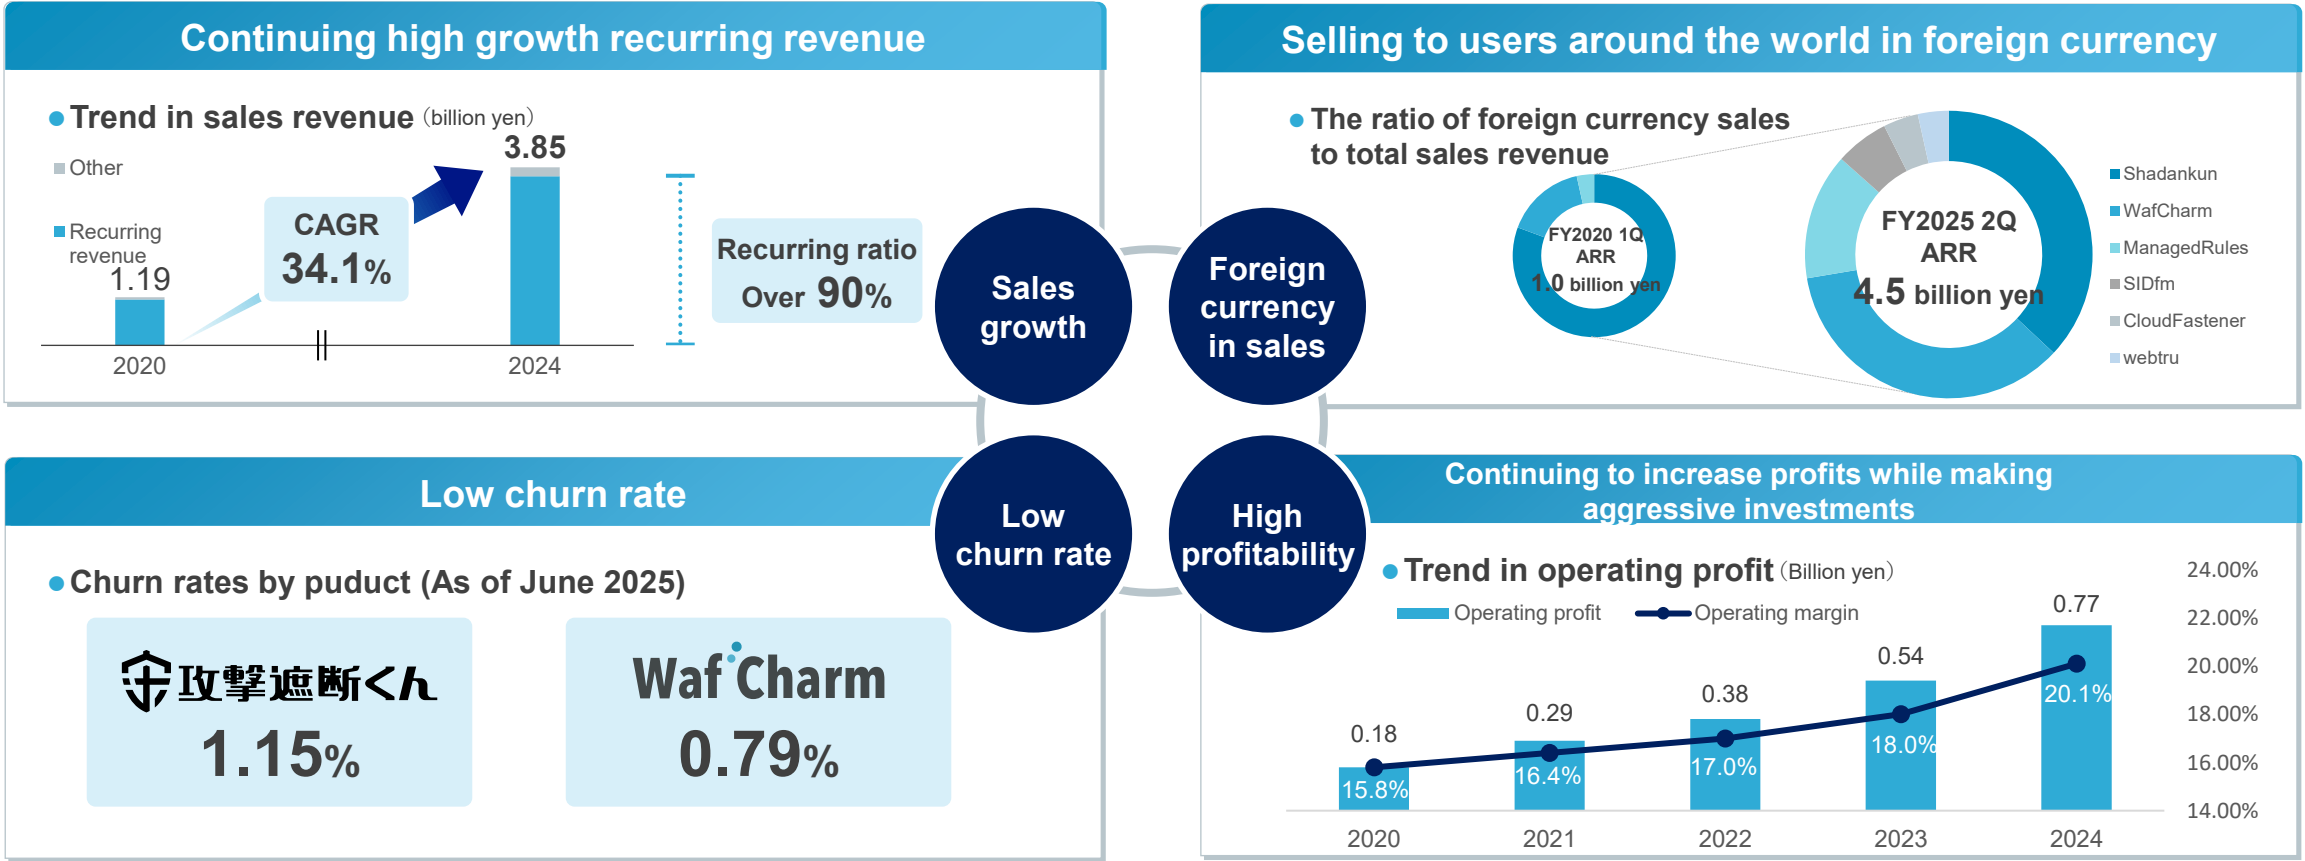 Continuing high growth recurring revenue
Trend in sales revenue (billion yen)
Other
Recurring
revenue
1.19
2020
CAGR
34.1%
3.85
2024
Recurring ratio
Over 90%
Selling to users around the world in foreign currency
The ratio of foreign currency sales
to total sales revenue
FY2020 1Q
ARR
1.0 billion yen
FY2025 2Q
ARR
4.5 billion yen
Shadankun
WafCharm
ManagedRules
SIDfm
CloudFastener
webtru
Sales
growth
Foreign
currency
in sales
Low
churn rate
High
profitability
Low churn rate
Churn rates by puduct (As of June 2025)
攻撃遮断くん
1.15%
WafCharm
0.79%
Continuing to increase profits while making
aggressive investments
Trend in operating profit (Billion yen)
Operating profit
Operating margin
0.18
0.29
0.38
0.54
0.77
15.8%
16.4%
17.0%
18.0%
20.1%
24.00%
22.00%
20.00%
18.00%
16.00%
14.00%
2020
2021
2022
2023
2024